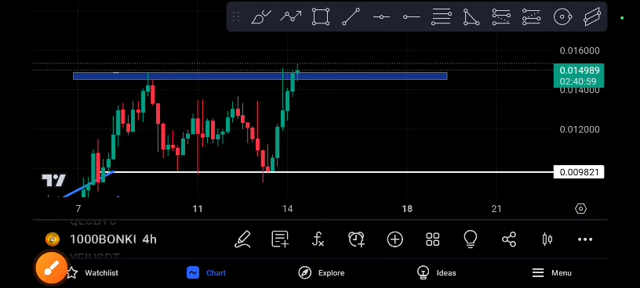 0.016000
0.014989
02:40:59
0.014000
0.012000
0.009821
7
11
14
18
21
1000BONKU 4h
Watchlist
Chart
Explore
Ideas
Menu